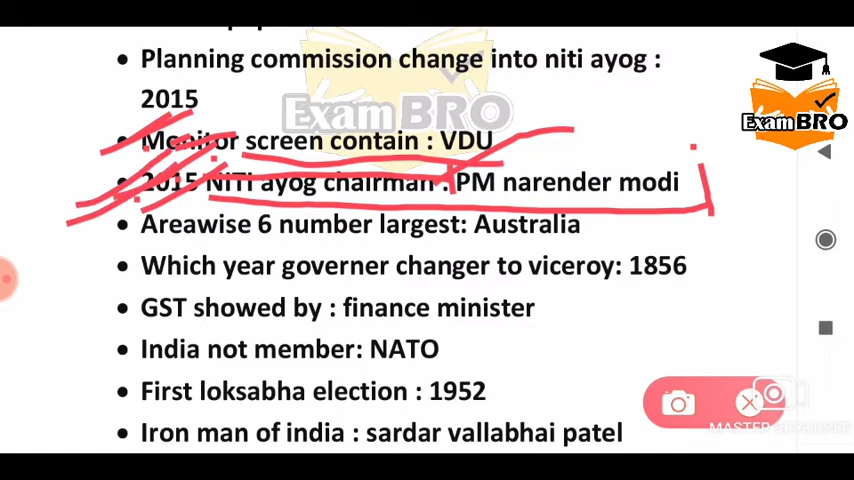 Planning commission change into niti ayog :
2015
Monitor screen contain : VDU
2015 NITI ayog chairman : PM narender modi
Areawise 6 number largest: Australia
Which year governer changer to viceroy: 1856
GST showed by : finance minister
India not member: NATO
First loksabha election : 1952
Iron man of india : sardar vallabhai patel
ExamBRO
ExamBRO
MASTER RECORDER